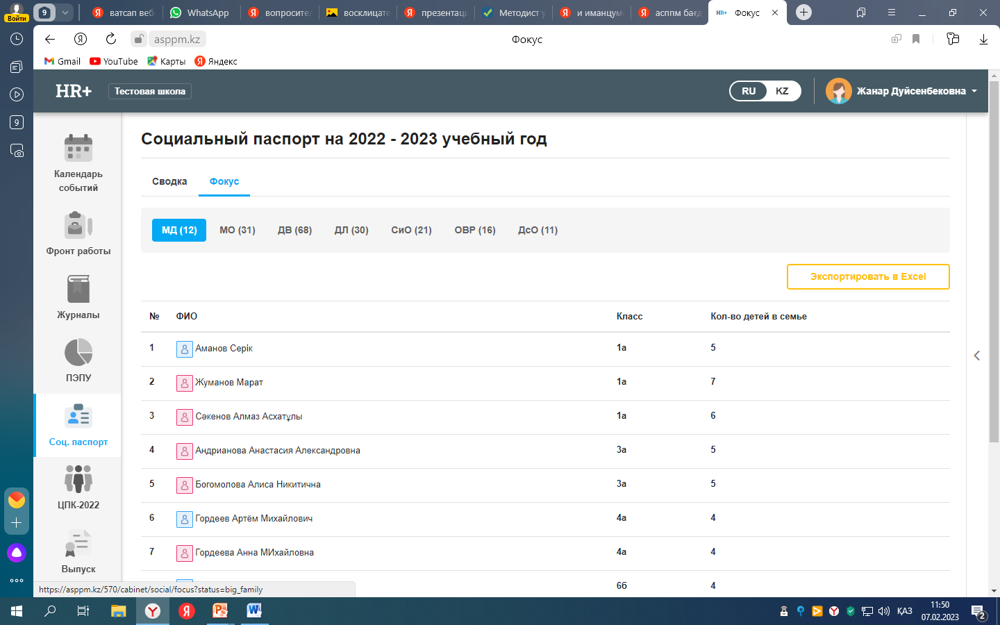 Войти
9
ватсап веб
WhatsApp
вопросител
восклицате
презентаци
Методист у
и иманцум
асппм бағд
HR+ Фокус
asppm.kz
Фокус
Gmail
YouTube
Карты
Яндекс
9
HR+
Тестовая школа
RU
KZ
Жанар Дуйсенбековна
Календарь
событий
Фронт работы
Журналы
ПЭПУ
Соц. паспорт
ЦПК-2022
Выпуск
Социальный паспорт на 2022 - 2023 учебный год
Сводка
Фокус
МД (12)
МО (31)
ДВ (68)
ДЛ (30)
СиО (21)
ОВР (16)
ДсО (11)
Экспортировать в Excel
№ ФИО Класс Кол-во детей в семье
1 Аманов Серік 1а 5
2 Жуманов Марат 1а 7
3 Сәкенов Алмаз Асхатұлы 1а 6
4 Андрианова Анастасия Александровна 3а 5
5 Богомолова Алиса Никитична 3а 5
6 Гордеев Артём Михайлович 4а 4
7 Гордеева Анна МИхайловна 4а 4
6б 4
https://asppm.kz/570/cabinet/social/focus?status=big_family
ҚАЗ
11:50
07.02.2023
2